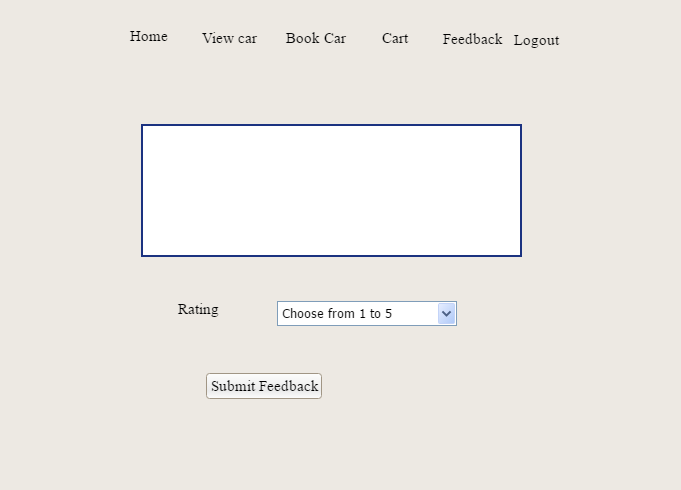 Home View car Book Car Cart Feedback Logout
Rating Choose from 1 to 5
Submit Feedback